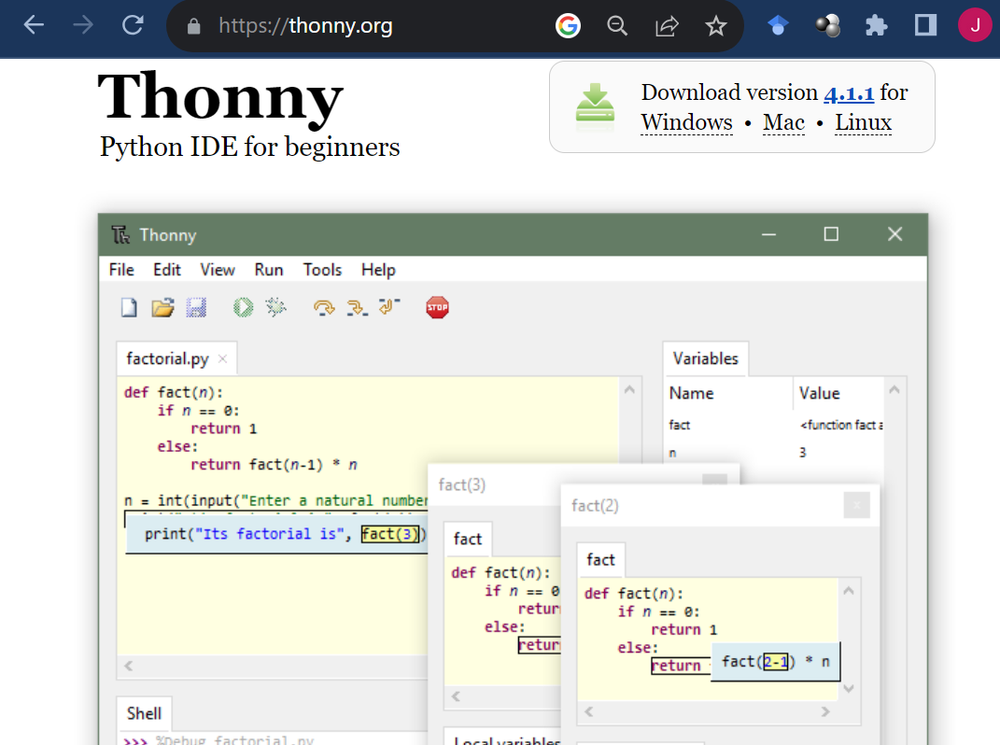 https://thonny.org
J
Thonny
Python IDE for beginners
Download version 4.1.1 for
Windows • Mac • Linux
Thonny
File Edit View Run Tools Help
STOP
factorial.py
def fact(n):
if n == 0:
return 1
else:
return fact(n-1) * n
n = int(input("Enter a natural number
print("Its factorial is", fact(3))
Variables
Name Value
fact <function fact a
n 3
fact(3)
fact
def fact(n):
if n == 0
retur
else:
retur
fact(2)
fact
def fact(n):
if n == 0:
return 1
else:
return fact(2-1) * n
Shell
>>> %Debug factorial.py
Local variables